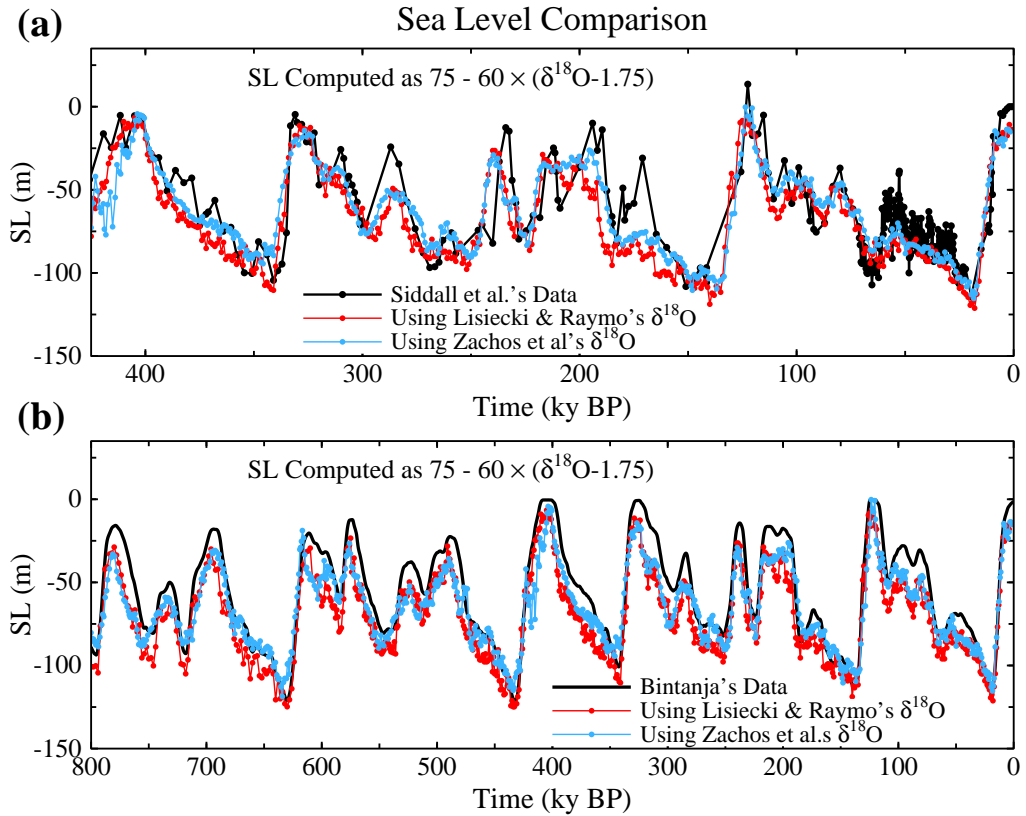 Sea Level Comparison
(a)
SL Computed as 75 - 60 × (δ¹⁸O-1.75)
0
-50
-100
-150
SL (m)
Siddall et al.'s Data
Using Lisiecki & Raymo's δ¹⁸O
Using Zachos et al's δ¹⁸O
400 300 200 100 0
Time (ky BP)
(b)
SL Computed as 75 - 60 × (δ¹⁸O-1.75)
0
-50
-100
-150
SL (m)
Bintanja's Data
Using Lisiecki & Raymo's δ¹⁸O
Using Zachos et al.s δ¹⁸O
800 700 600 500 400 300 200 100 0
Time (ky BP)